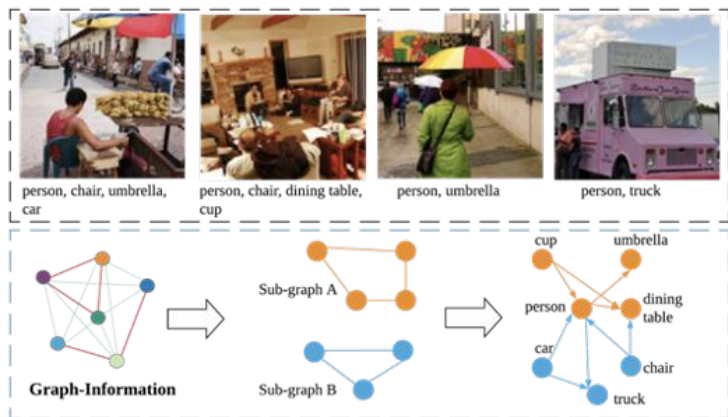 person, chair, umbrella,
car
person, chair, dining table,
cup
person, umbrella
person, truck
cup
umbrella
Sub-graph A
person
dining
table
car
chair
Graph-Information
Sub-graph B
truck